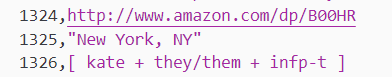 1324,http://www.amazon.com/dp/B00HR
1325,"New York, NY"
1326,[ kate + they/them + infp-t ]